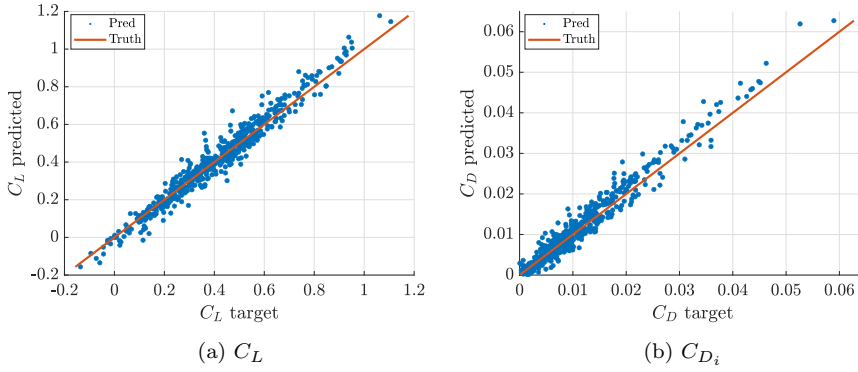 Pred
Truth
1.2
1
0.8
0.6
0.4
0.2
0
-0.2
C_L predicted
-0.2 0 0.2 0.4 0.6 0.8 1 1.2
C_L target
(a) C_L
Pred
Truth
0.06
0.05
0.04
0.03
0.02
0.01
0
C_D predicted
0 0.01 0.02 0.03 0.04 0.05 0.06
C_D target
(b) C_{D_i}